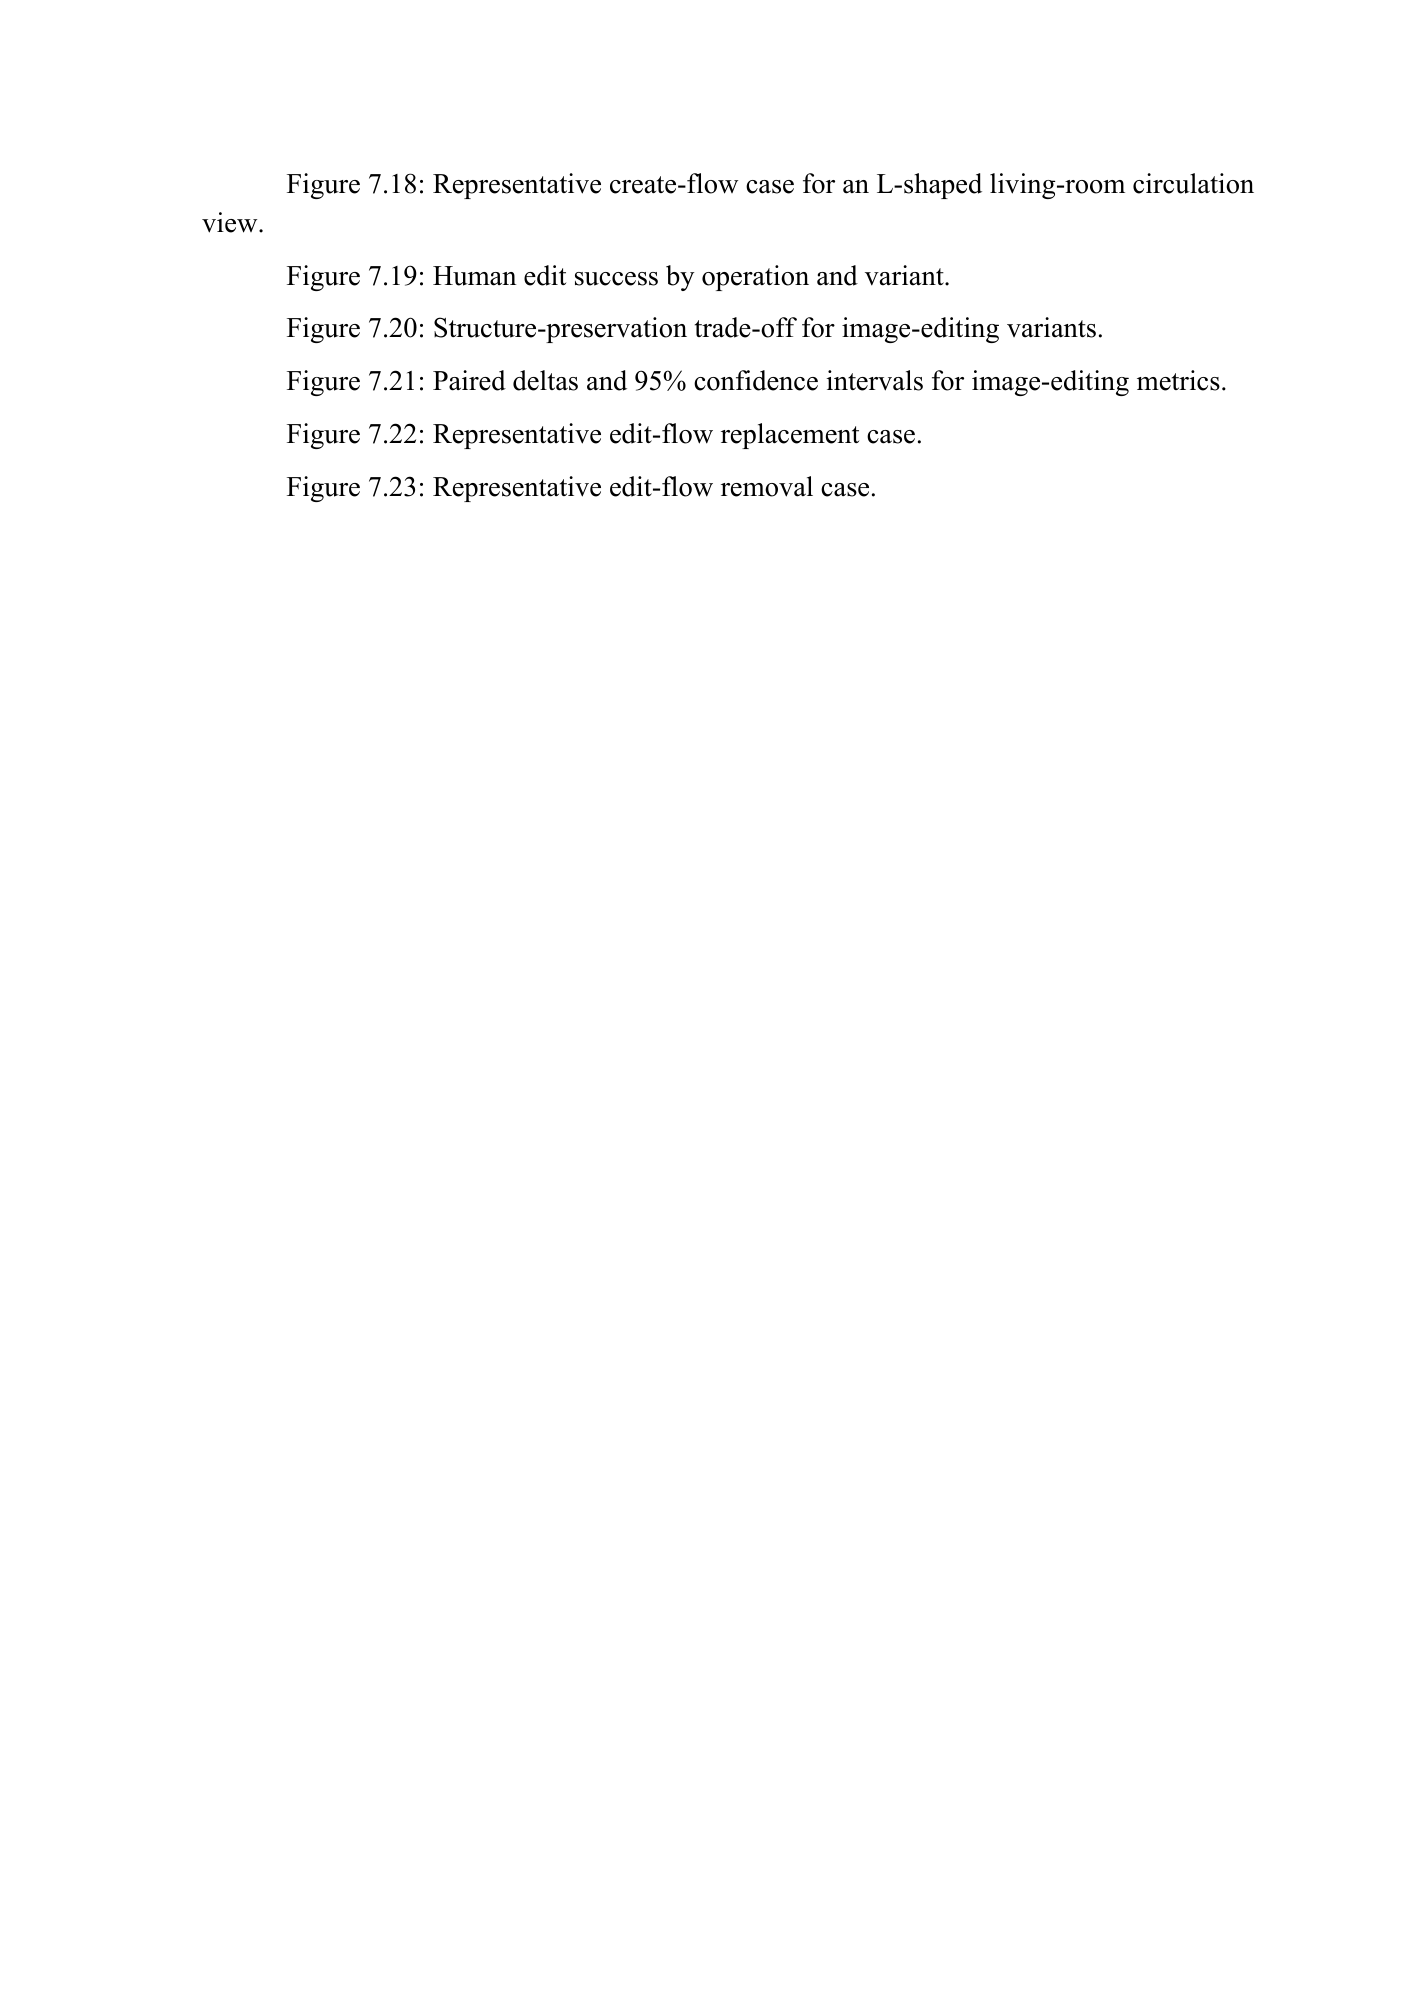 Figure 7.18: Representative create-flow case for an L-shaped living-room circulation
view.
Figure 7.19: Human edit success by operation and variant.
Figure 7.20: Structure-preservation trade-off for image-editing variants.
Figure 7.21: Paired deltas and 95% confidence intervals for image-editing metrics.
Figure 7.22: Representative edit-flow replacement case.
Figure 7.23: Representative edit-flow removal case.